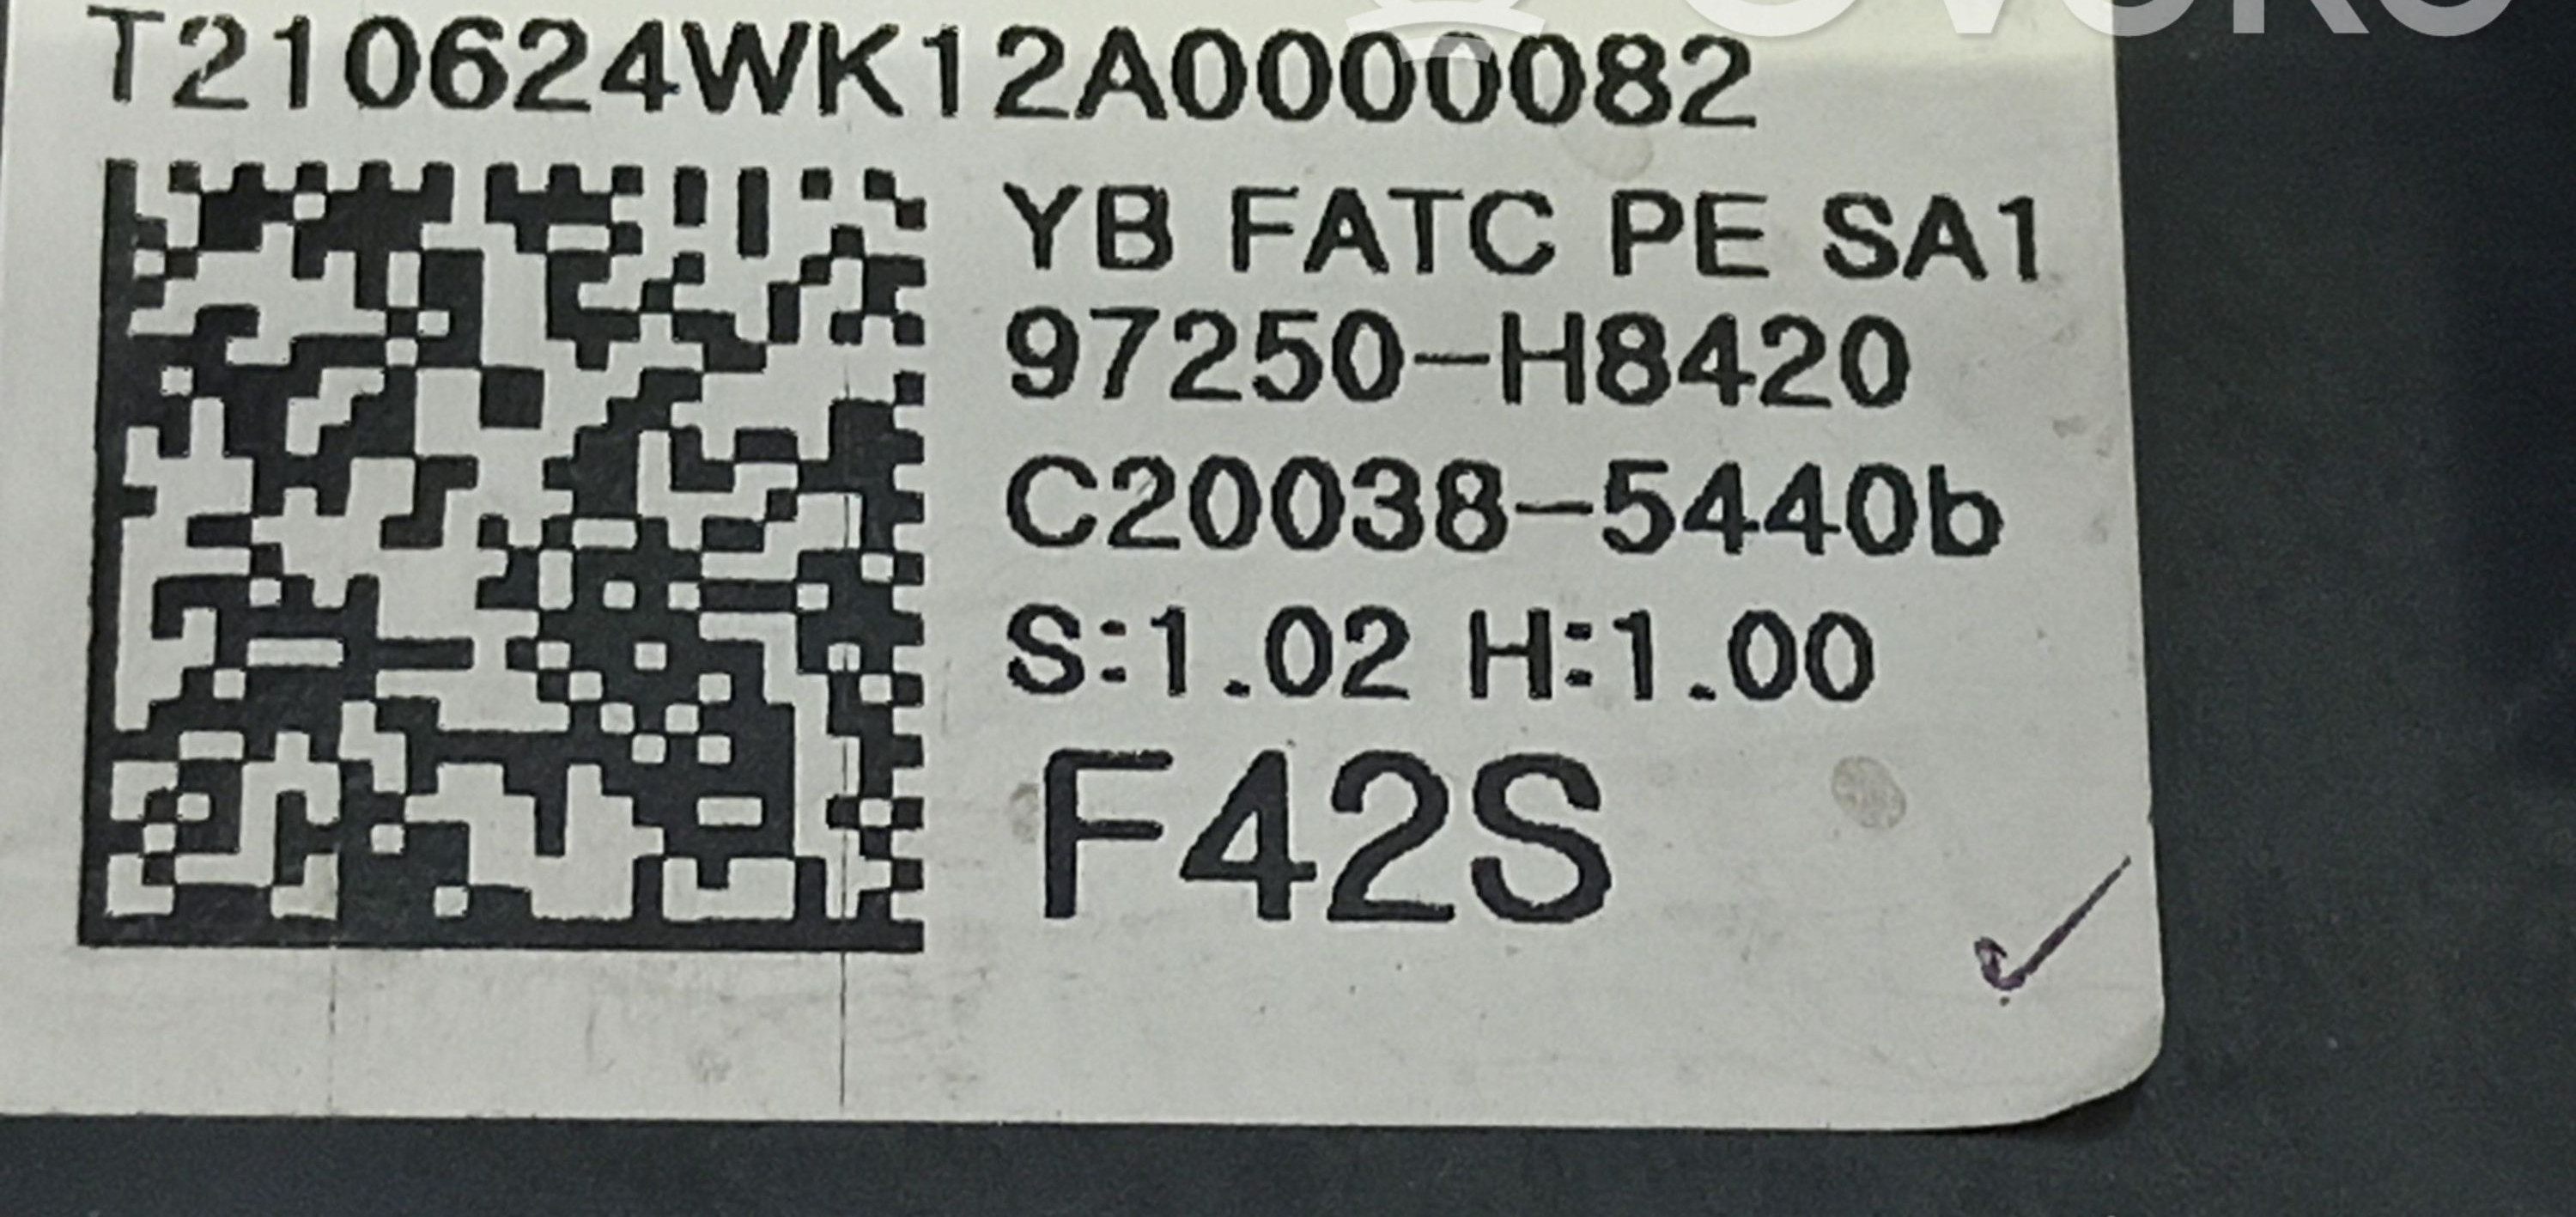 T210624WK12A0000082
YB FATC PE SA1
97250-H8420
C20038-5440b
S:1.02 H:1.00
F42S